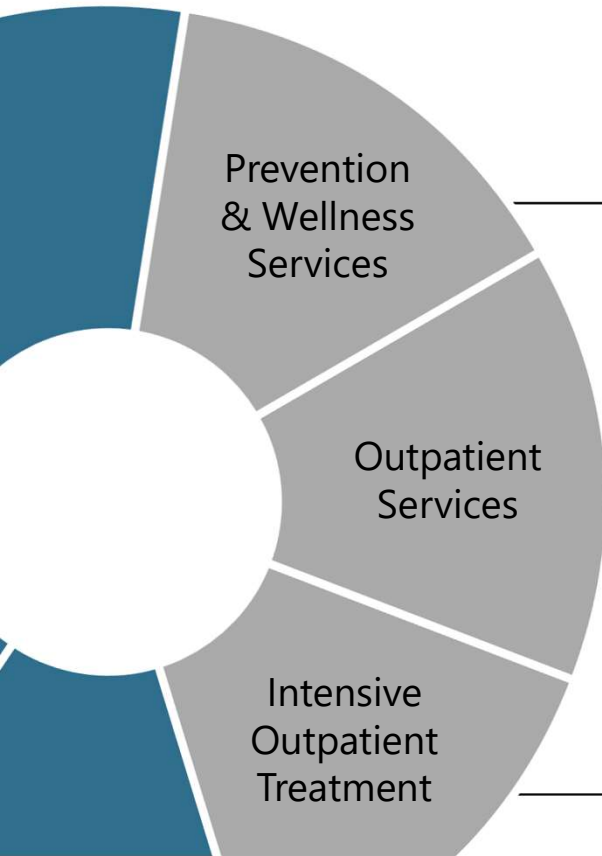 Prevention
& Wellness
Services
Outpatient
Services
Intensive
Outpatient
Treatment